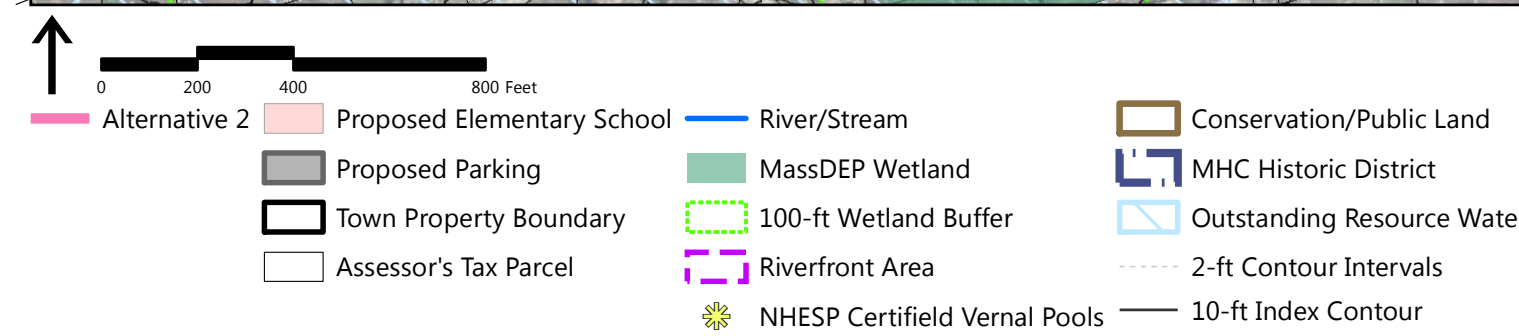 0 200 400 800 Feet
Alternative 2
Proposed Elementary School
Proposed Parking
Town Property Boundary
Assessor's Tax Parcel
River/Stream
MassDEP Wetland
100-ft Wetland Buffer
Riverfront Area
NHESP Certifield Vernal Pools
Conservation/Public Land
MHC Historic District
Outstanding Resource Wate
2-ft Contour Intervals
10-ft Index Contour